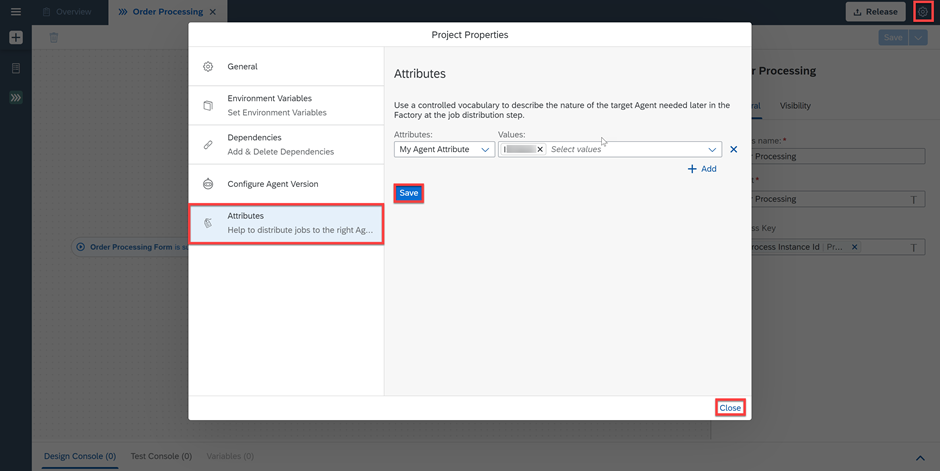 Overview
Order Processing
Release
Save
Project Properties
General
Environment Variables
Set Environment Variables
Dependencies
Add & Delete Dependencies
Configure Agent Version
Attributes
Help to distribute jobs to the right Ag...
Attributes
Use a controlled vocabulary to describe the nature of the target Agent needed later in the
Factory at the job distribution step.
Attributes:
Values:
My Agent Attribute
Select values
Add
Save
Close
r Processing
al
Visibility
s name:*
Processing
t*
Processing
ss Key
rocess Instance Id
Pr...
Order Processing Form is s
Design Console (0)
Test Console (0)
Variables (0)